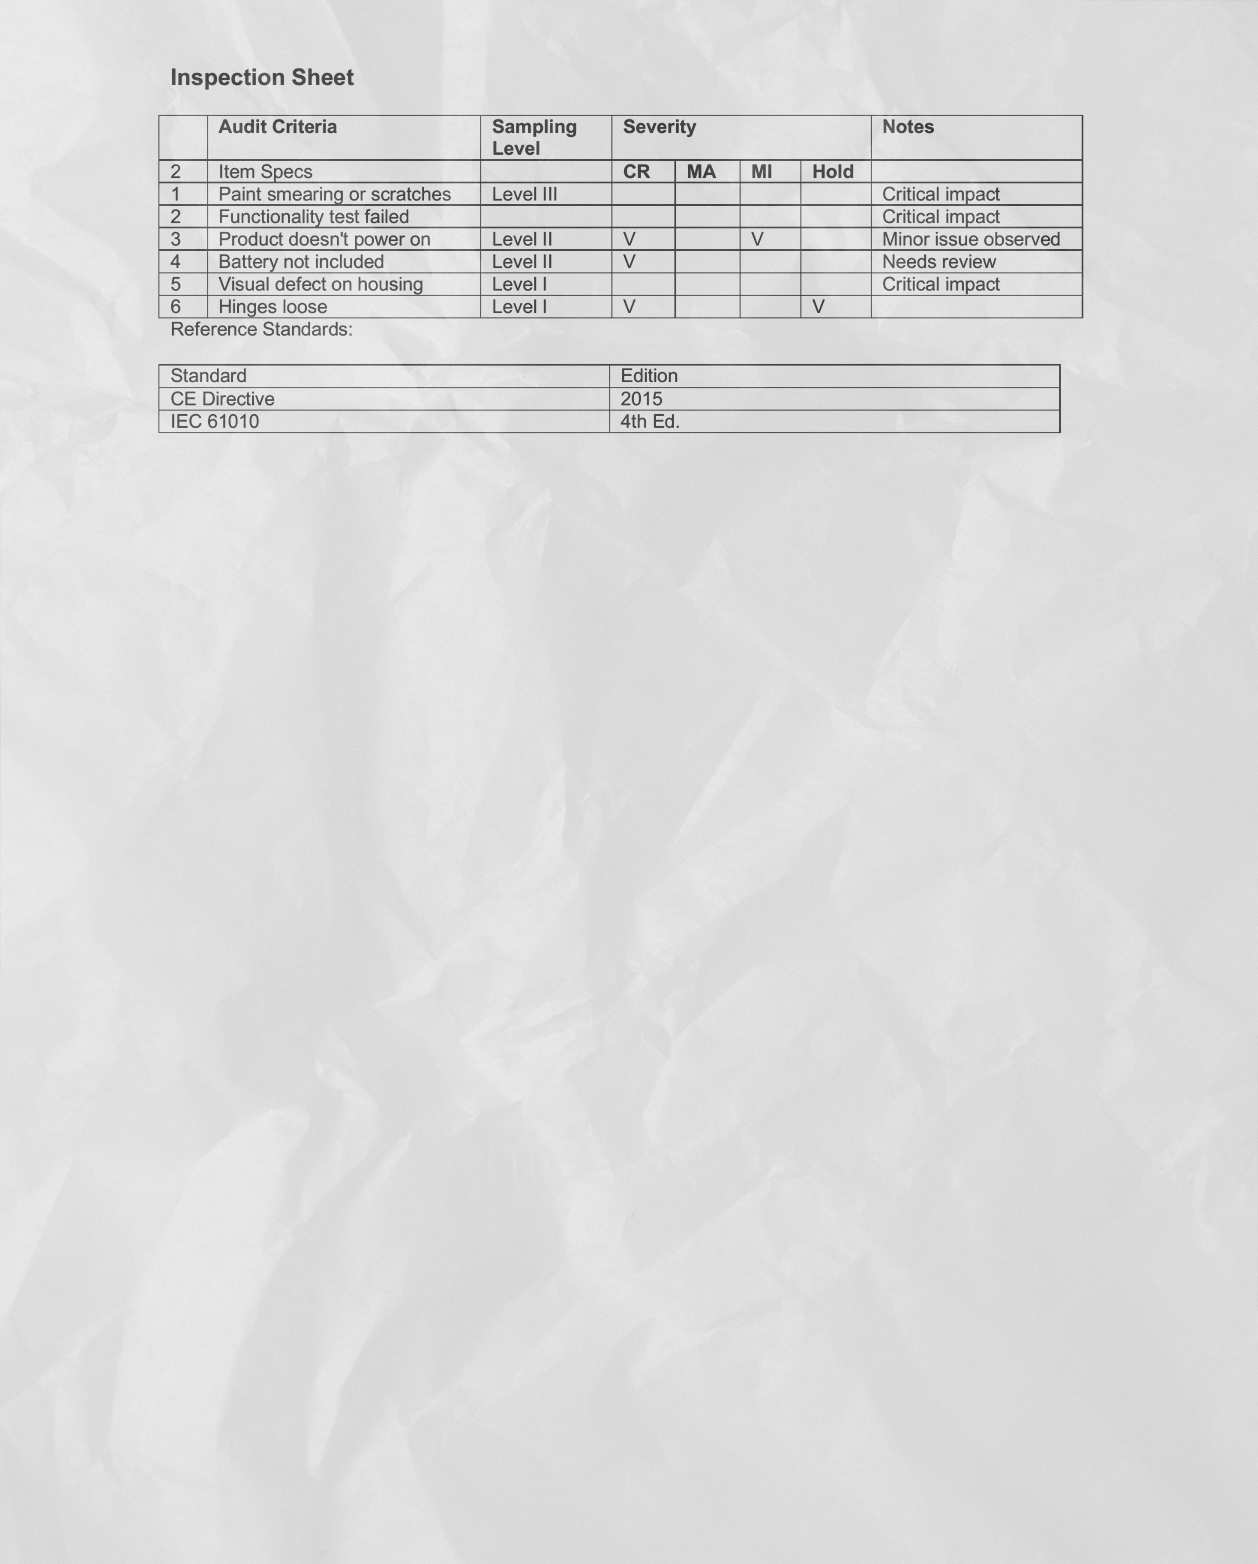 Inspection Sheet
Audit Criteria Sampling Level Severity Notes
2 Item Specs CR MA MI Hold
1 Paint smearing or scratches Level III Critical impact
2 Functionality test failed Critical impact
3 Product doesn't power on Level II V V Minor issue observed
4 Battery not included Level II V Needs review
5 Visual defect on housing Level I Critical impact
6 Hinges loose Level I V V
Reference Standards:
Standard Edition
CE Directive 2015
IEC 61010 4th Ed.